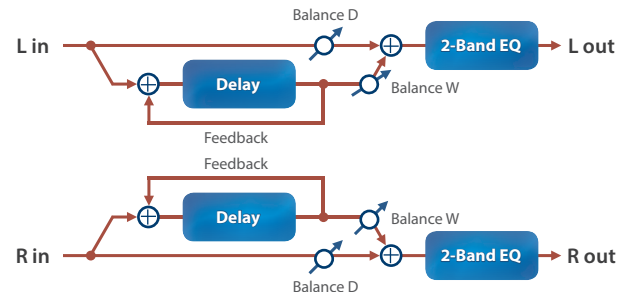 Balance D
L in
2-Band EQ
L out
Delay
Balance W
Feedback
Feedback
Delay
Balance W
R in
2-Band EQ
R out
Balance D